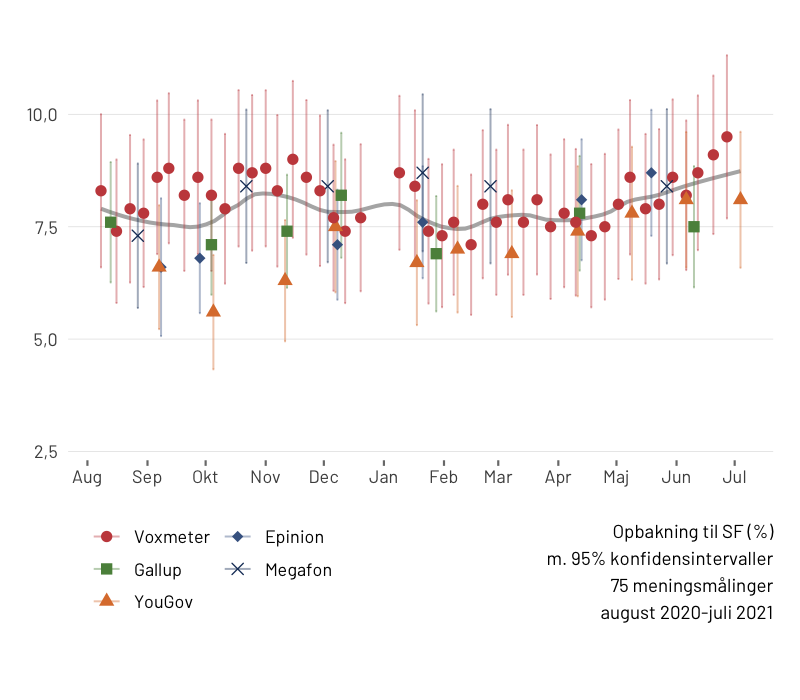 10,0
7,5
5,0
2,5
Aug Sep Okt Nov Dec Jan Feb Mar Apr Maj Jun Jul
Voxmeter Epinion
Gallup Megafon
YouGov
Opbakning til SF (%)
m. 95% konfidensintervaller
75 meningsmålinger
august 2020-juli 2021